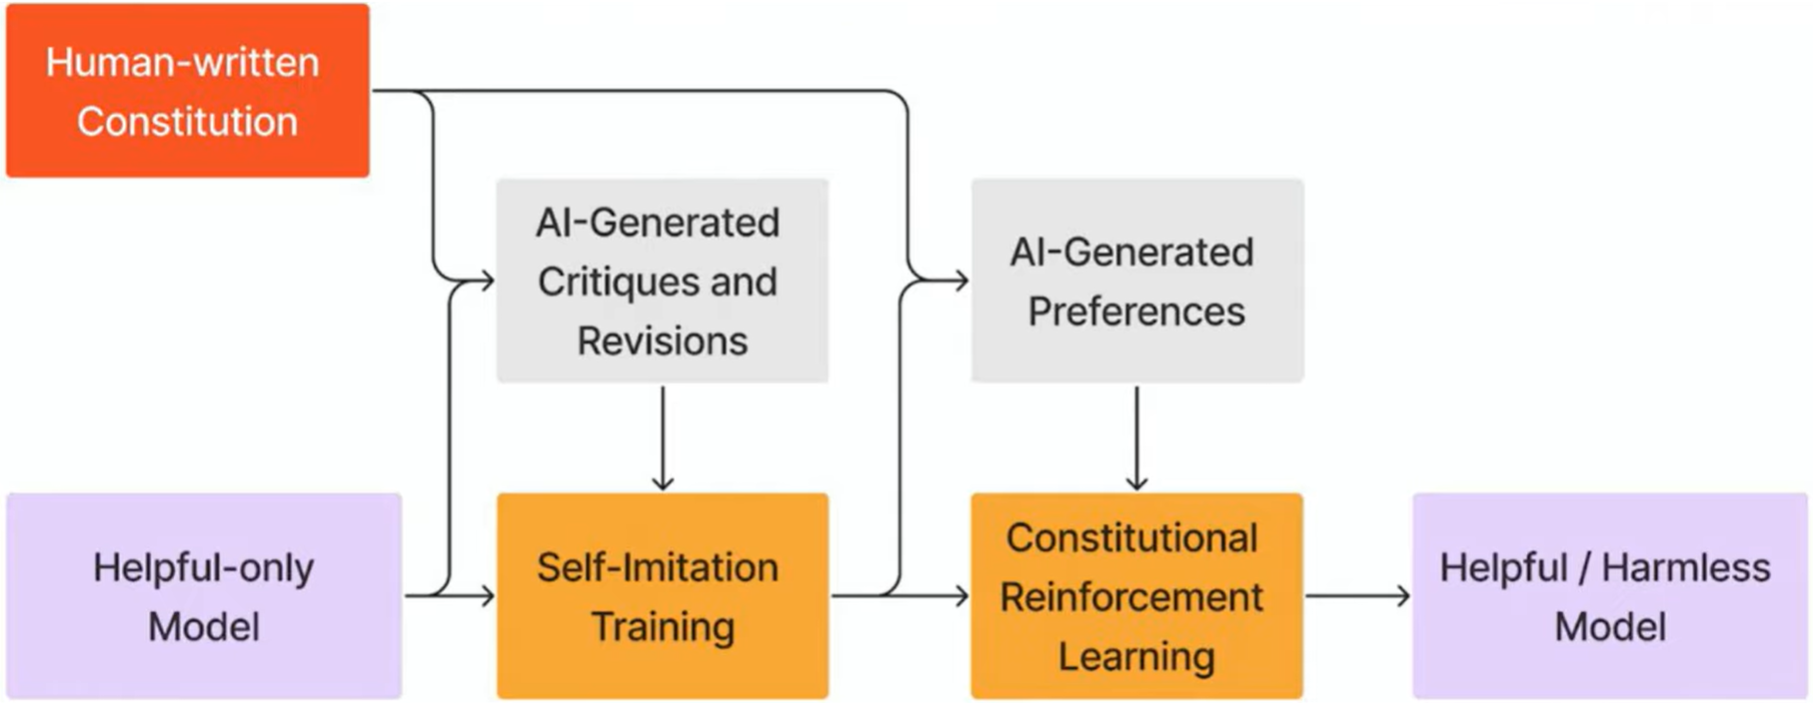 Human-written
Constitution
AI-Generated
Critiques and
Revisions
AI-Generated
Preferences
Helpful-only
Model
Self-Imitation
Training
Constitutional
Reinforcement
Learning
Helpful / Harmless
Model